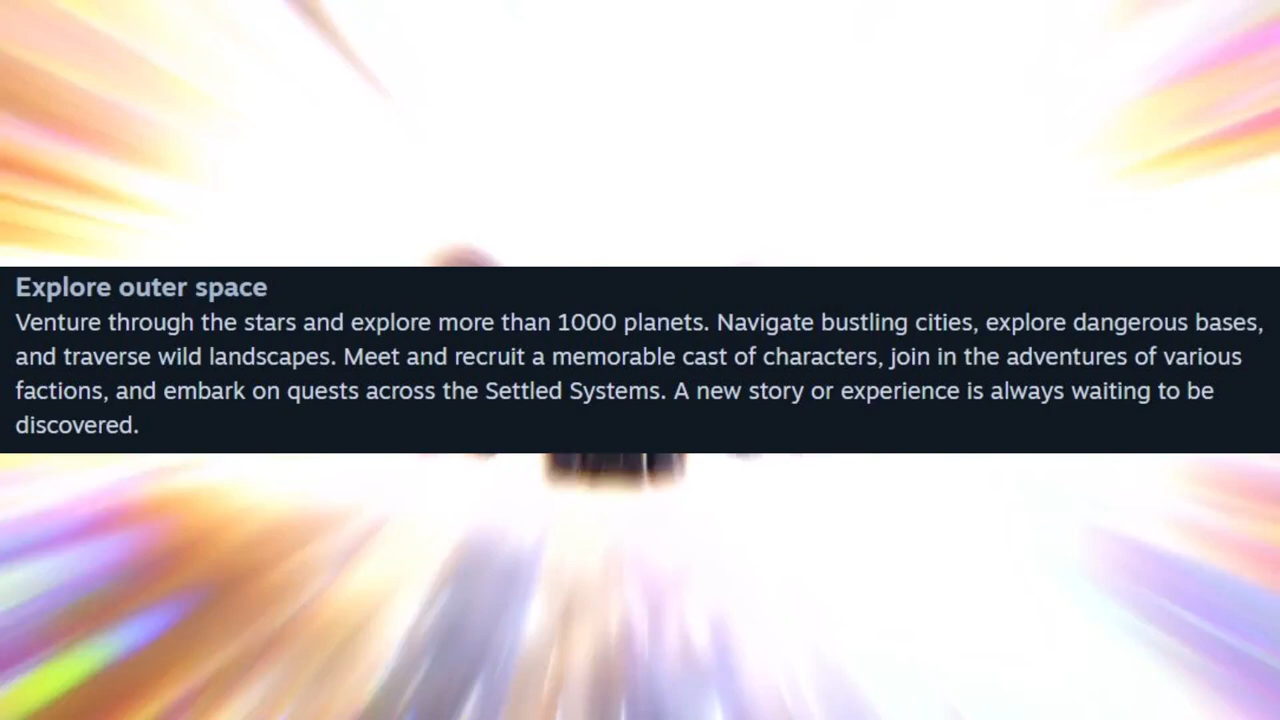 Explore outer space
Venture through the stars and explore more than 1000 planets. Navigate bustling cities, explore dangerous bases,
and traverse wild landscapes. Meet and recruit a memorable cast of characters, join in the adventures of various
factions, and embark on quests across the Settled Systems. A new story or experience is always waiting to be
discovered.